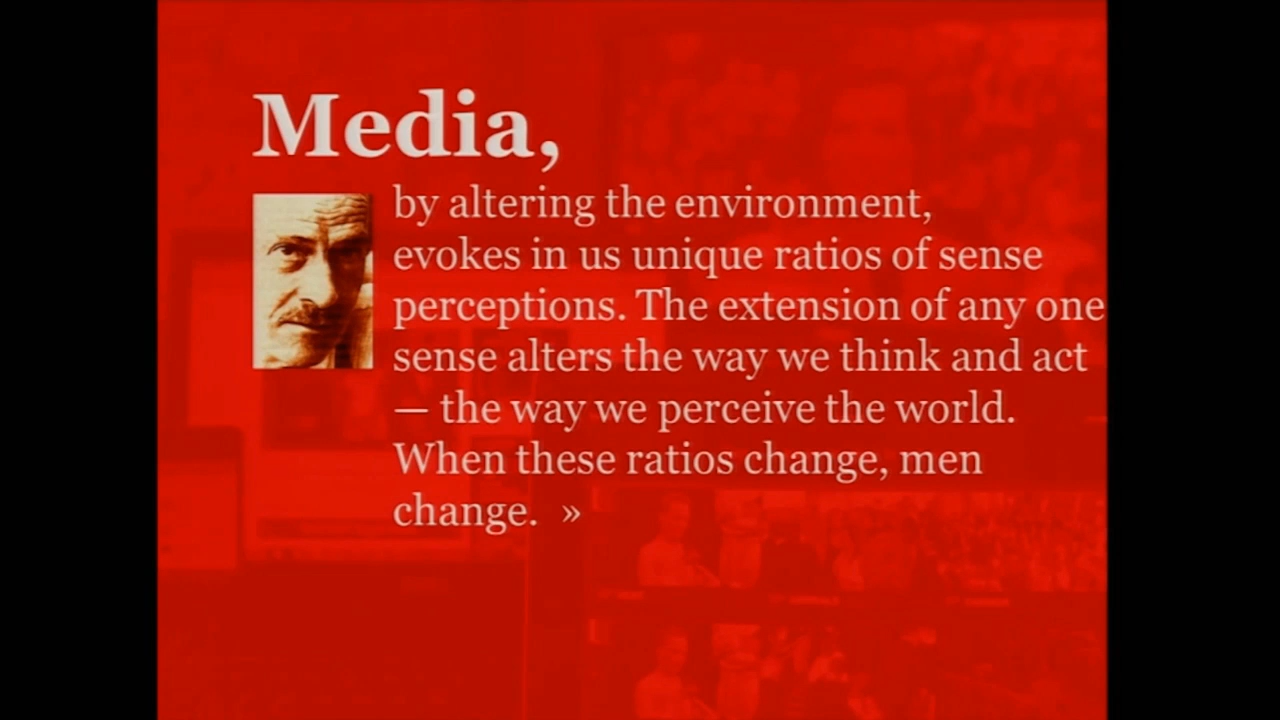 Media,
by altering the environment,
evokes in us unique ratios of sense
perceptions. The extension of any one
sense alters the way we think and act
— the way we perceive the world.
When these ratios change, men
change. »